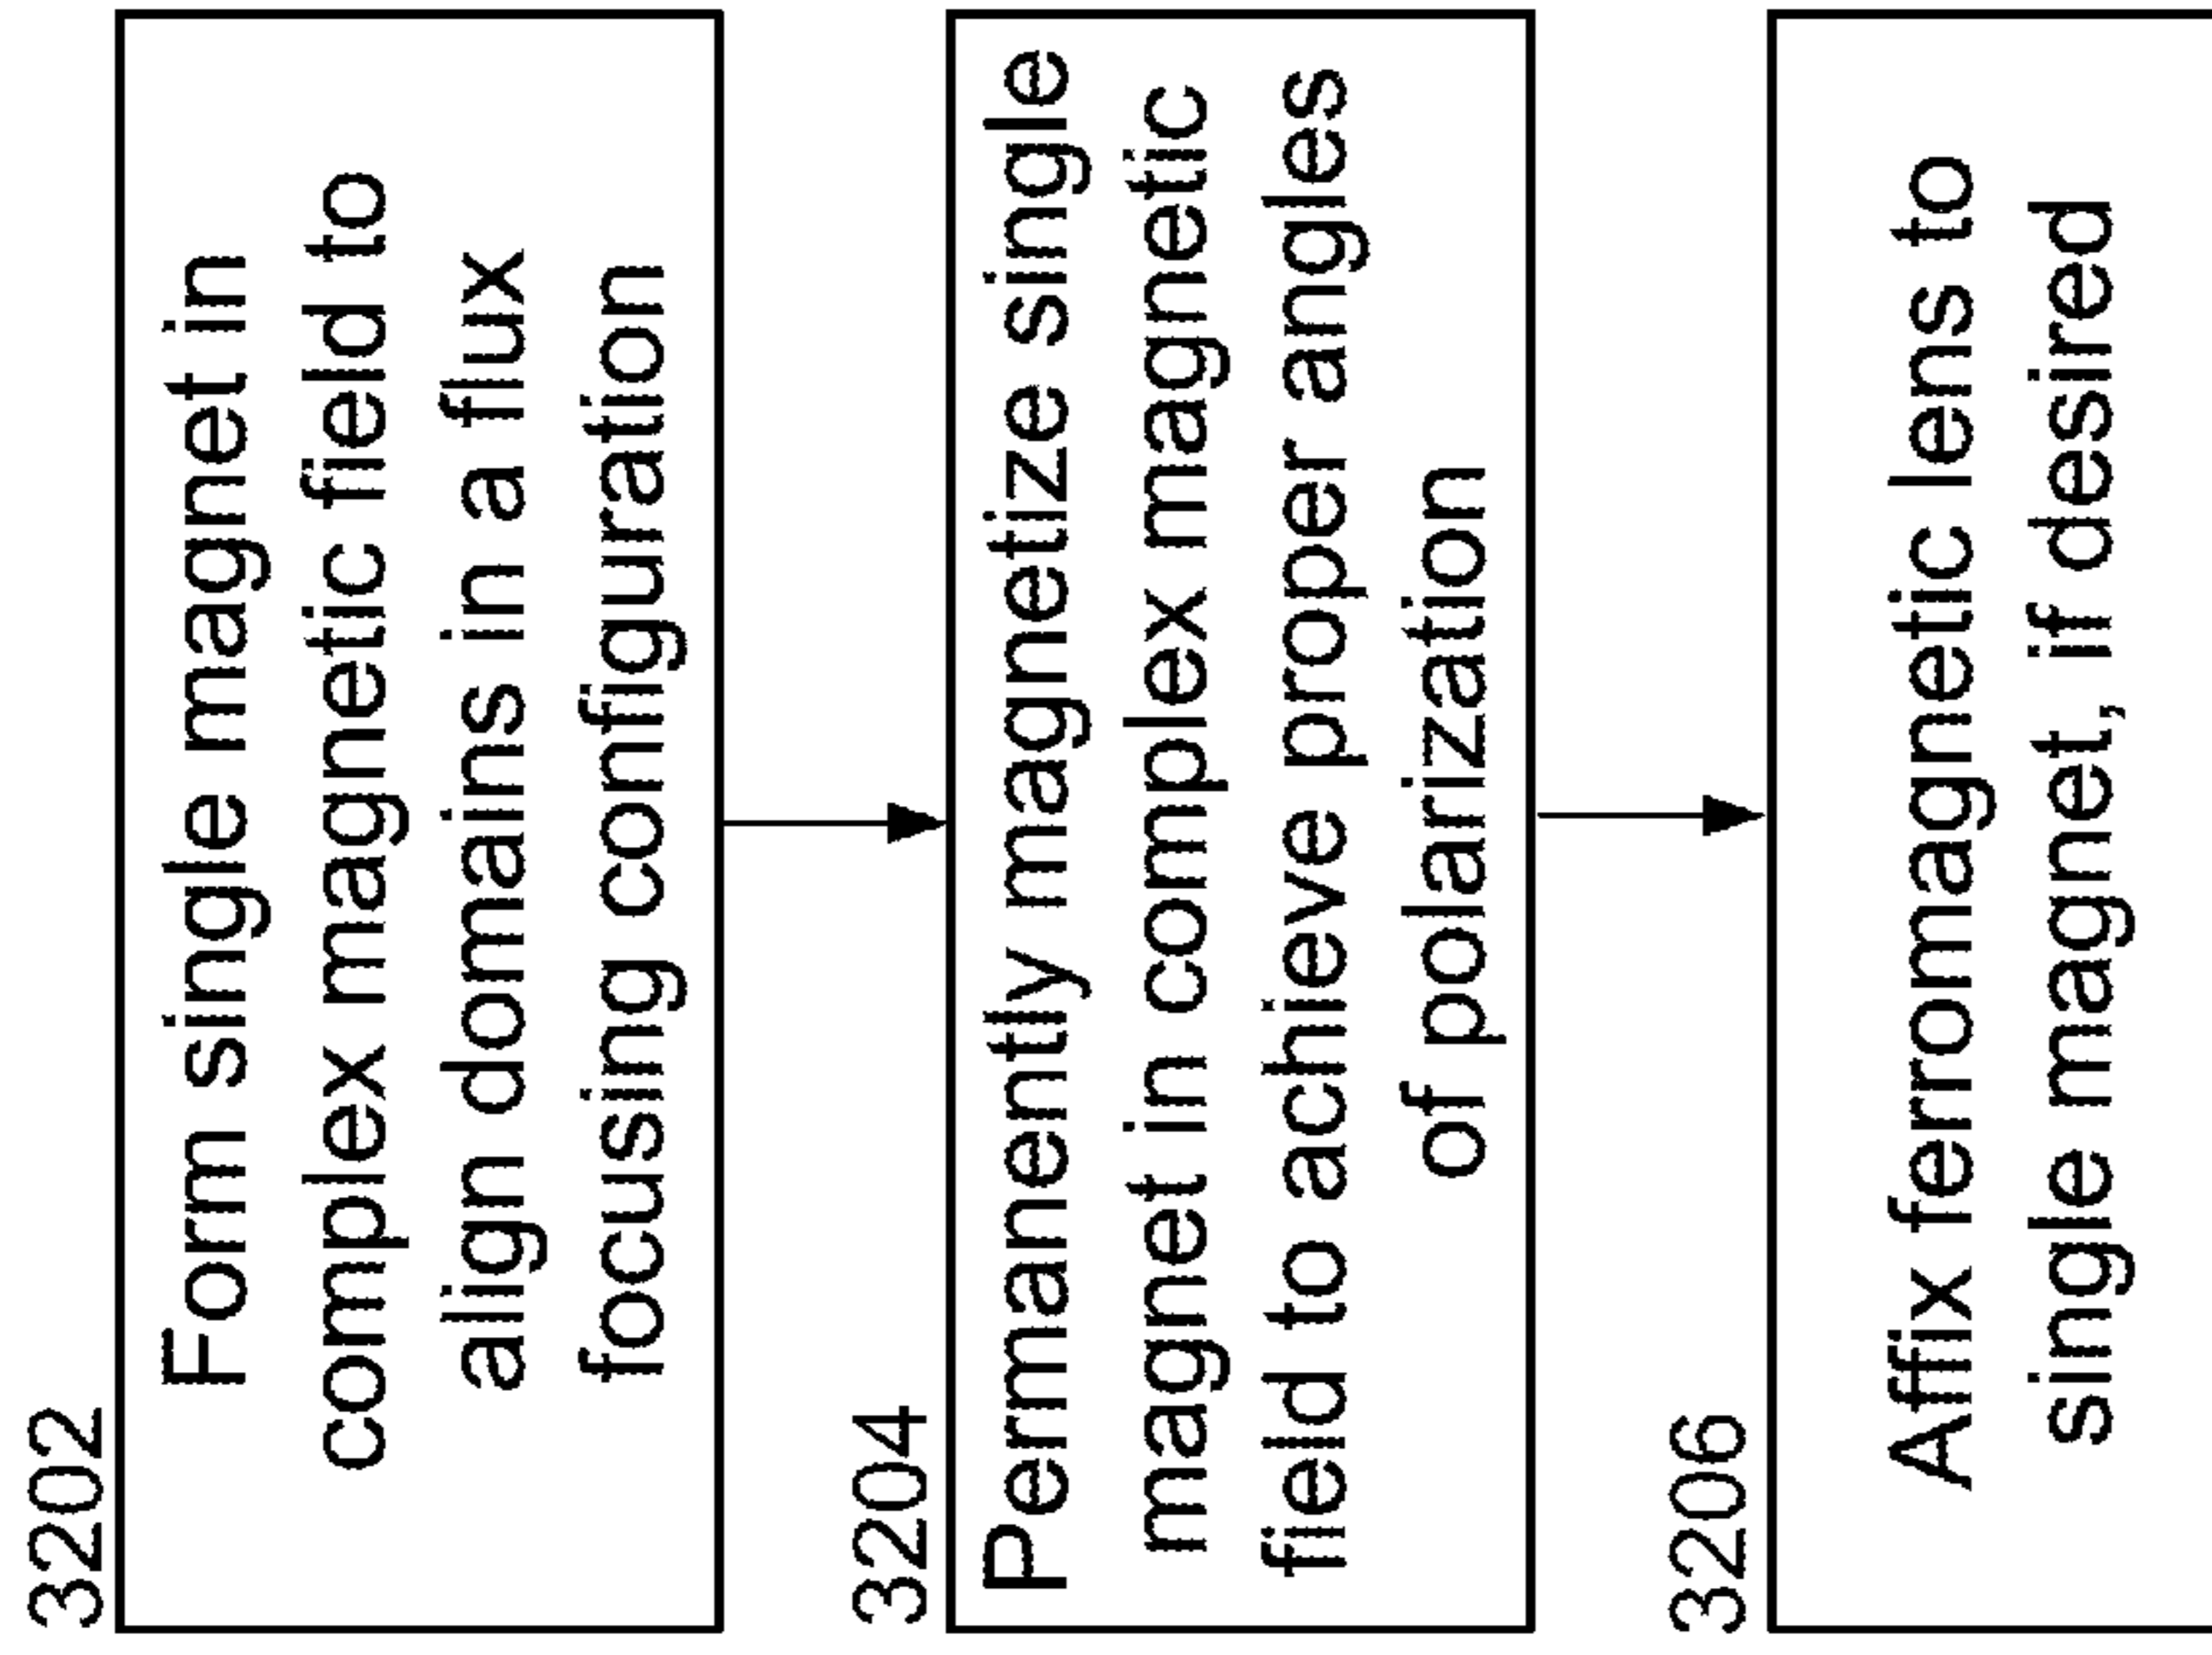 3202
Form single magnet in
complex magnetic field to
align domains in a flux
focusing configuration
3204
Permanently magnetize single
magnet in complex magnetic
field to achieve proper angles
of polarization
3206
Affix ferromagnetic lens to
single magnet, if desired